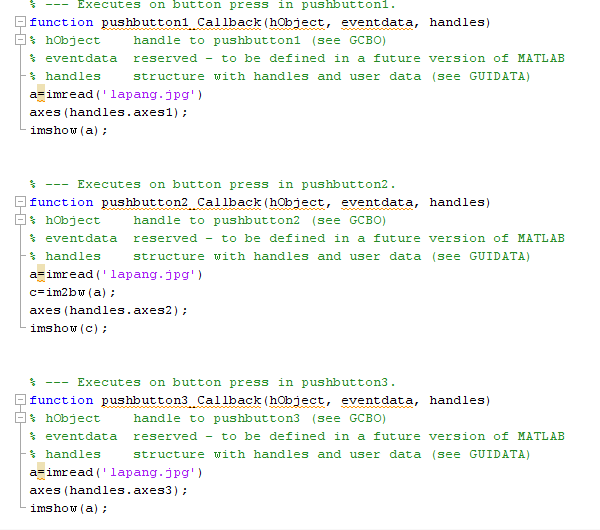 % --- Executes on button press in pushbutton1.
function pushbutton1_Callback(hObject, eventdata, handles)
% hObject    handle to pushbutton1 (see GCBO)
% eventdata  reserved - to be defined in a future version of MATLAB
% handles    structure with handles and user data (see GUIDATA)
a=imread('lapang.jpg')
axes(handles.axes1);
imshow(a);
% --- Executes on button press in pushbutton2.
function pushbutton2_Callback(hObject, eventdata, handles)
% hObject    handle to pushbutton2 (see GCBO)
% eventdata  reserved - to be defined in a future version of MATLAB
% handles    structure with handles and user data (see GUIDATA)
a=imread('lapang.jpg')
c=im2bw(a);
axes(handles.axes2);
imshow(c);
% --- Executes on button press in pushbutton3.
function pushbutton3_Callback(hObject, eventdata, handles)
% hObject    handle to pushbutton3 (see GCBO)
% eventdata  reserved - to be defined in a future version of MATLAB
% handles    structure with handles and user data (see GUIDATA)
a=imread('lapang.jpg')
axes(handles.axes3);
imshow(a);